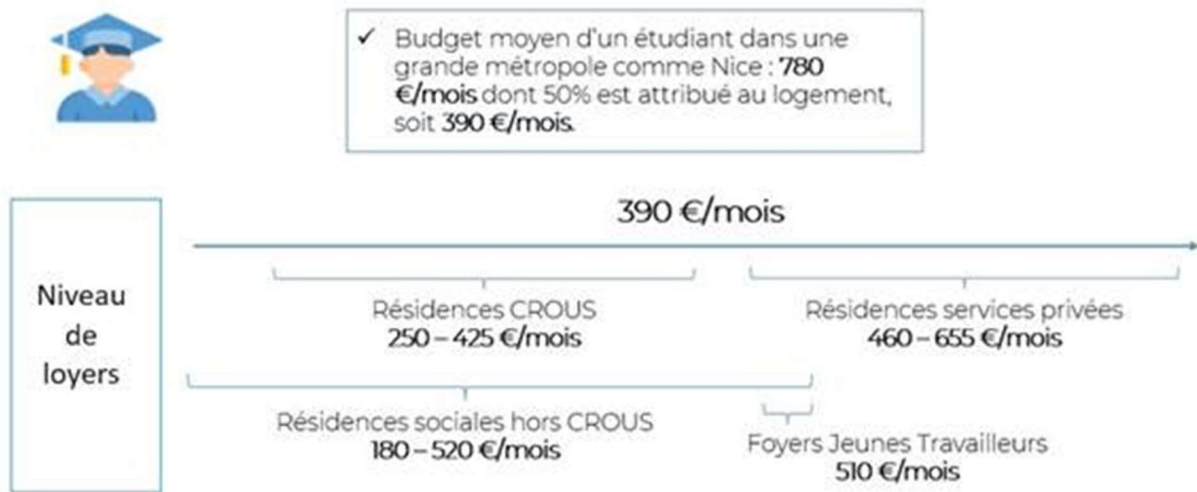 ✓ Budget moyen d'un étudiant dans une
grande métropole comme Nice : 780
€/mois dont 50% est attribué au logement,
soit 390 €/mois.
390 €/mois
Niveau
de
loyers
Résidences CROUS
250 – 425 €/mois
Résidences services privées
460 – 655 €/mois
Résidences sociales hors CROUS
180 – 520 €/mois
Foyers Jeunes Travailleurs
510 €/mois